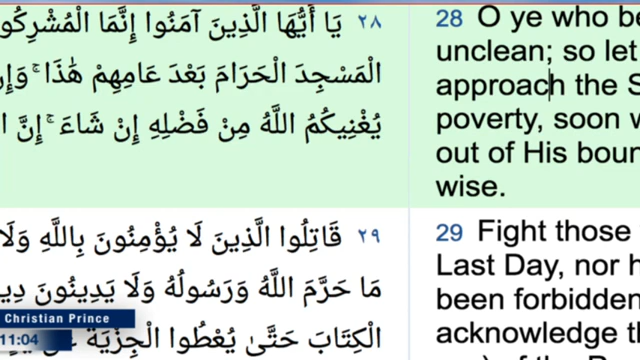 ٢٨ يَا أَيُّهَا الَّذِينَ آمَنُوا إِنَّمَا الْمُشْرِكُو
الْمَسْجِدَ الْحَرَامَ بَعْدَ عَامِهِمْ هَٰذَا ۚ وَإِن
يُغْنِيكُمُ اللَّهُ مِن فَضْلِهِ إِن شَاءَ ۚ إِنَّ
٢٩ قَاتِلُوا الَّذِينَ لَا يُؤْمِنُونَ بِاللَّهِ وَلَا
مَا حَرَّمَ اللَّهُ وَرَسُولُهُ وَلَا يَدِينُونَ دِي
الْكِتَابَ حَتَّىٰ يُعْطُوا الْجِزْيَةَ عَن
28 O ye who be
unclean; so let
approach the S
poverty, soon w
out of His boun
wise.
29 Fight those
Last Day, nor h
been forbidden
acknowledge th
Christian Prince
11:04